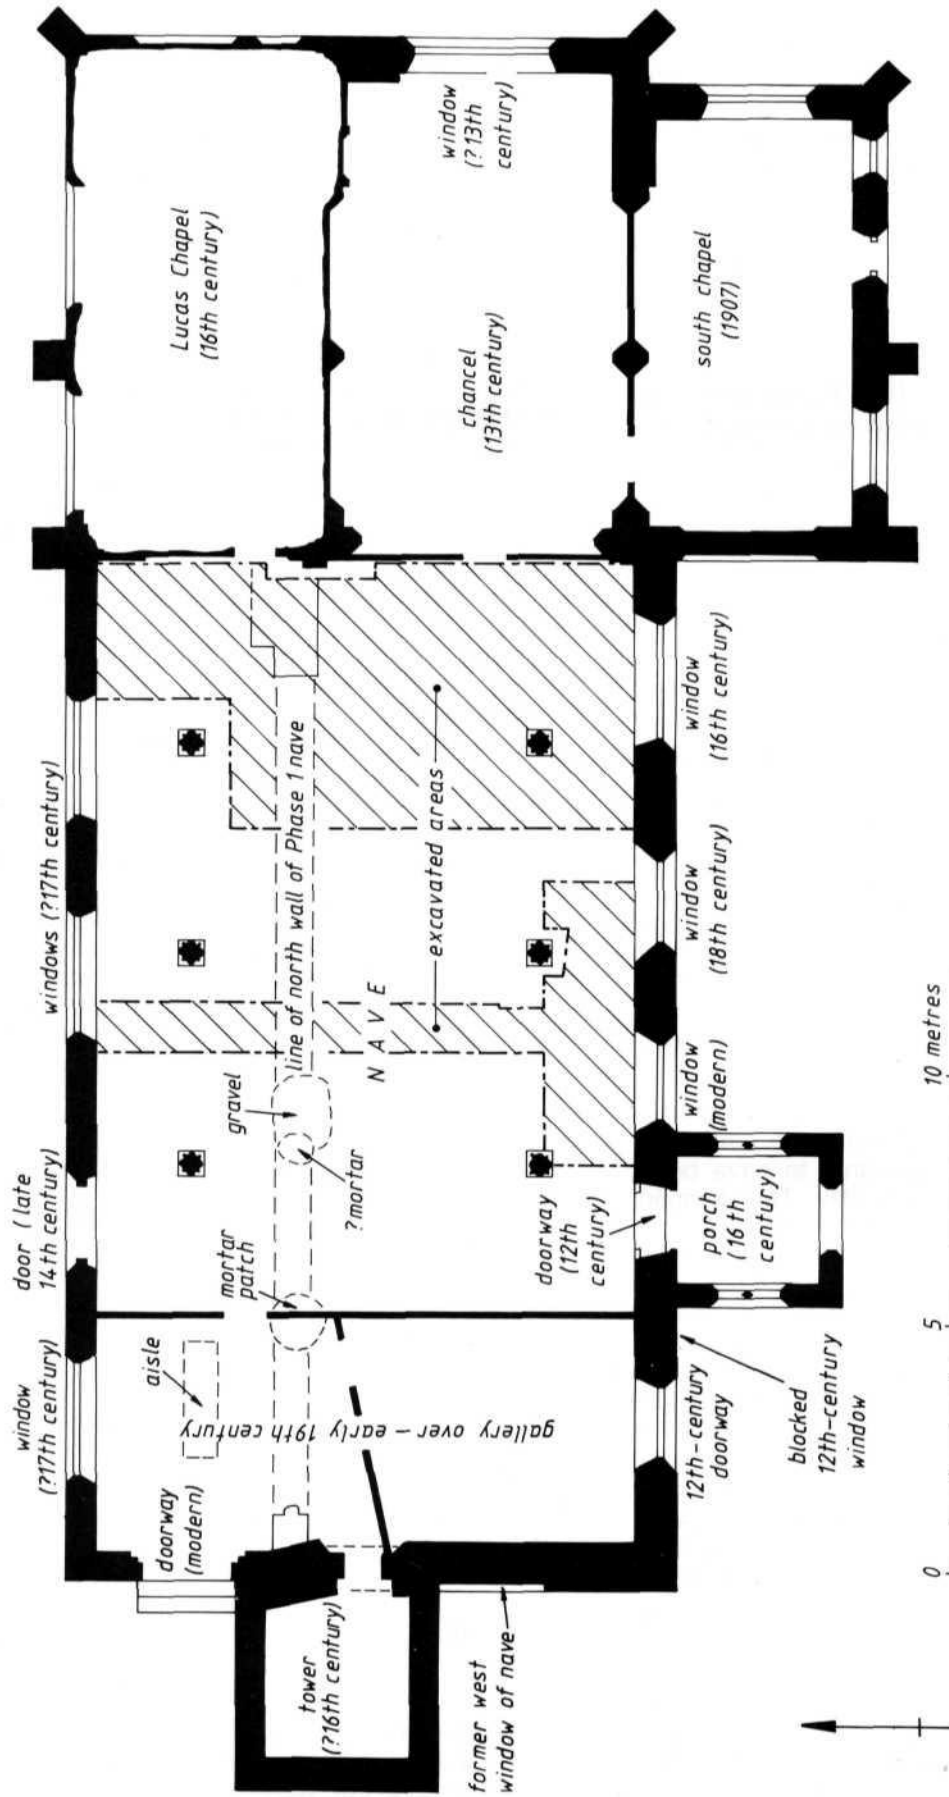 window
(?17th century)
door (late
14th century)
windows (?17th century)
Lucas Chapel
(16th century)
window
(?13th
century)
chancel
(13th century)
south chapel
(1907)
doorway
(modern)
aisle
mortar
patch
gravel
?mortar
line of north wall of Phase 1 nave
NAVE
excavated areas
gallery over – early 19th century
tower
(?16th century)
former west
window of nave
doorway
(12th
century)
porch
(16th
century)
12th-century
doorway
blocked
12th-century
window
window
(modern)
window
(18th century)
window
(16th century)
0 5 10 metres